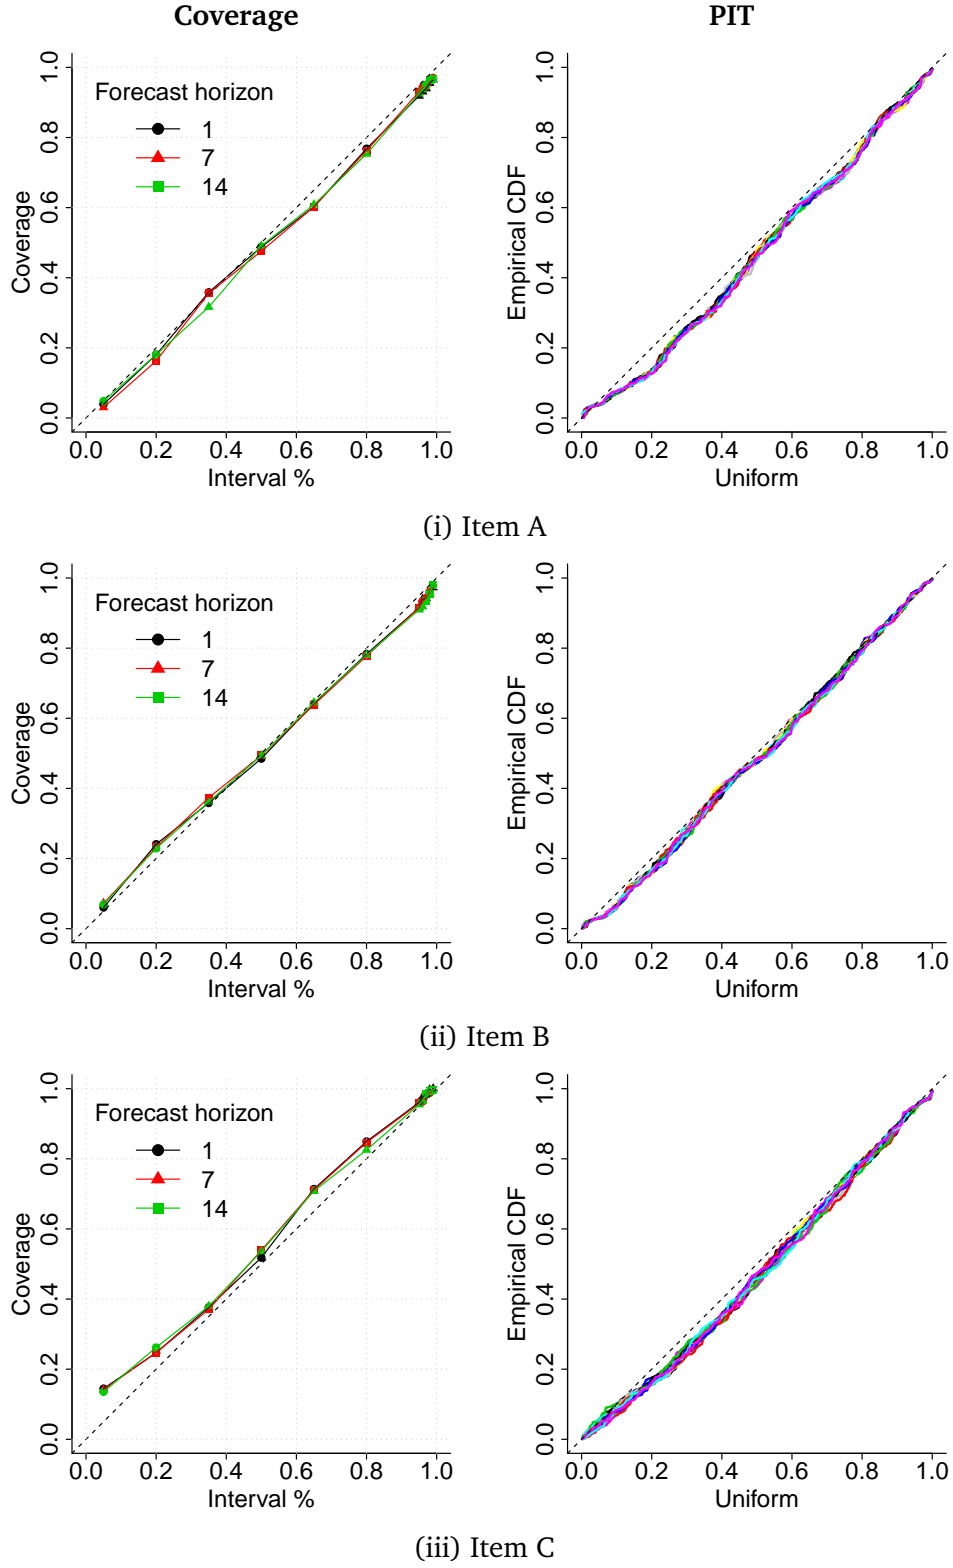 Coverage PIT
Forecast horizon
1
7
14
Coverage
0.0 0.2 0.4 0.6 0.8 1.0
0.0 0.2 0.4 0.6 0.8 1.0
Interval %
Empirical CDF
0.0 0.2 0.4 0.6 0.8 1.0
0.0 0.2 0.4 0.6 0.8 1.0
Uniform
(i) Item A
Forecast horizon
1
7
14
Coverage
0.0 0.2 0.4 0.6 0.8 1.0
0.0 0.2 0.4 0.6 0.8 1.0
Interval %
Empirical CDF
0.0 0.2 0.4 0.6 0.8 1.0
0.0 0.2 0.4 0.6 0.8 1.0
Uniform
(ii) Item B
Forecast horizon
1
7
14
Coverage
0.0 0.2 0.4 0.6 0.8 1.0
0.0 0.2 0.4 0.6 0.8 1.0
Interval %
Empirical CDF
0.0 0.2 0.4 0.6 0.8 1.0
0.0 0.2 0.4 0.6 0.8 1.0
Uniform
(iii) Item C